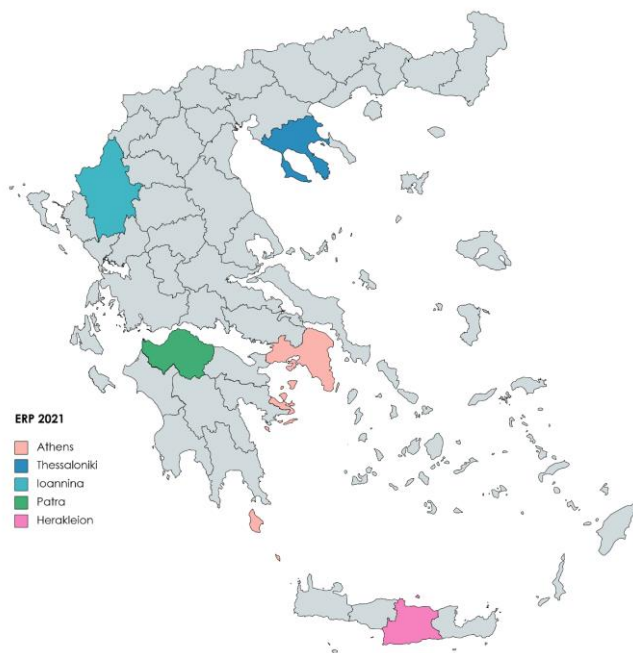 ERP 2021
Athens
Thessaloniki
Ioannina
Patra
Herakleion